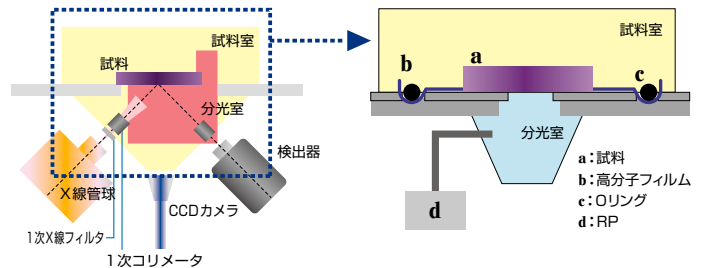 試料室
試料
分光室
検出器
X線管球
CCDカメラ
1次X線フィルタ
1次コリメータ
試料室
b
a
c
分光室
d
a：試料
b：高分子フィルム
c：Oリング
d：RP